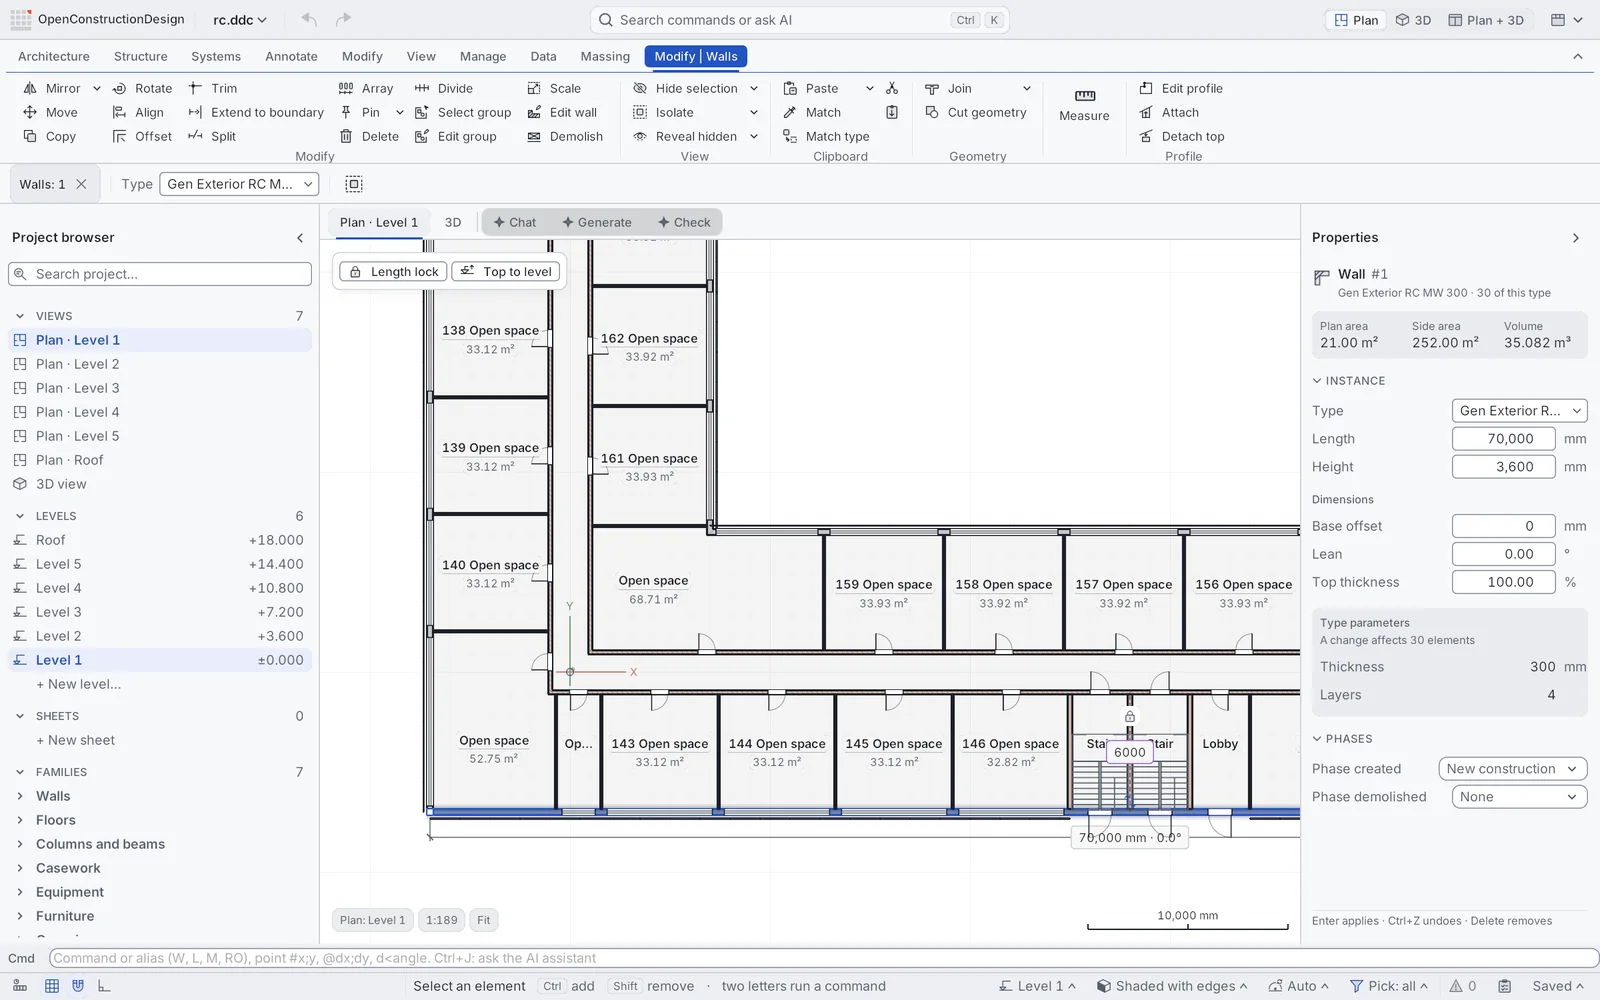 OpenConstructionDesign
rc.ddc
Search commands or ask AI
Ctrl
K
Plan
3D
Plan + 3D
Architecture
Structure
Systems
Annotate
Modify
View
Manage
Data
Massing
Modify | Walls
Mirror
Rotate
Trim
Array
Divide
Scale
Hide selection
Paste
Join
Edit profile
Move
Align
Extend to boundary
Pin
Select group
Edit wall
Isolate
Match
Cut geometry
Measure
Attach
Copy
Offset
Split
Delete
Edit group
Demolish
Reveal hidden
Match type
Detach top
Modify
View
Clipboard
Geometry
Profile
Walls: 1
Type
Gen Exterior RC M...
Project browser
Search project...
VIEWS
7
Plan · Level 1
Plan · Level 2
Plan · Level 3
Plan · Level 4
Plan · Level 5
Plan · Roof
3D view
LEVELS
6
Roof
+18.000
Level 5
+14.400
Level 4
+10.800
Level 3
+7.200
Level 2
+3.600
Level 1
±0.000
+ New level...
SHEETS
0
+ New sheet
FAMILIES
7
Walls
Floors
Columns and beams
Casework
Equipment
Furniture
Plan · Level 1
3D
Chat
Generate
Check
Length lock
Top to level
138 Open space
33.12 m²
162 Open space
33.92 m²
139 Open space
33.12 m²
161 Open space
33.93 m²
140 Open space
33.12 m²
Open space
68.71 m²
159 Open space
33.93 m²
158 Open space
33.92 m²
157 Open space
33.92 m²
156 Open space
33.93 m²
Y
X
Open space
52.75 m²
Op...
143 Open space
33.12 m²
144 Open space
33.12 m²
145 Open space
33.12 m²
146 Open space
32.82 m²
Stair
Lobby
6000
70,000 mm · 0.0°
Plan: Level 1
1:189
Fit
10,000 mm
Properties
Wall #1
Gen Exterior RC MW 300 · 30 of this type
Plan area
21.00 m²
Side area
252.00 m²
Volume
35.082 m³
INSTANCE
Type
Gen Exterior R...
Length
70,000
mm
Height
3,600
mm
Dimensions
Base offset
0
mm
Lean
0.00
°
Top thickness
100.00
%
Type parameters
A change affects 30 elements
Thickness
300
mm
Layers
4
PHASES
Phase created
New construction
Phase demolished
None
Enter applies · Ctrl+Z undoes · Delete removes
Cmd
Command or alias (W, L, M, RO), point #x;y, @dx;dy, d<angle. Ctrl+J: ask the AI assistant
Select an element
Ctrl
add
Shift
remove
·
two letters run a command
Level 1
Shaded with edges
Auto
Pick: all
0
Saved